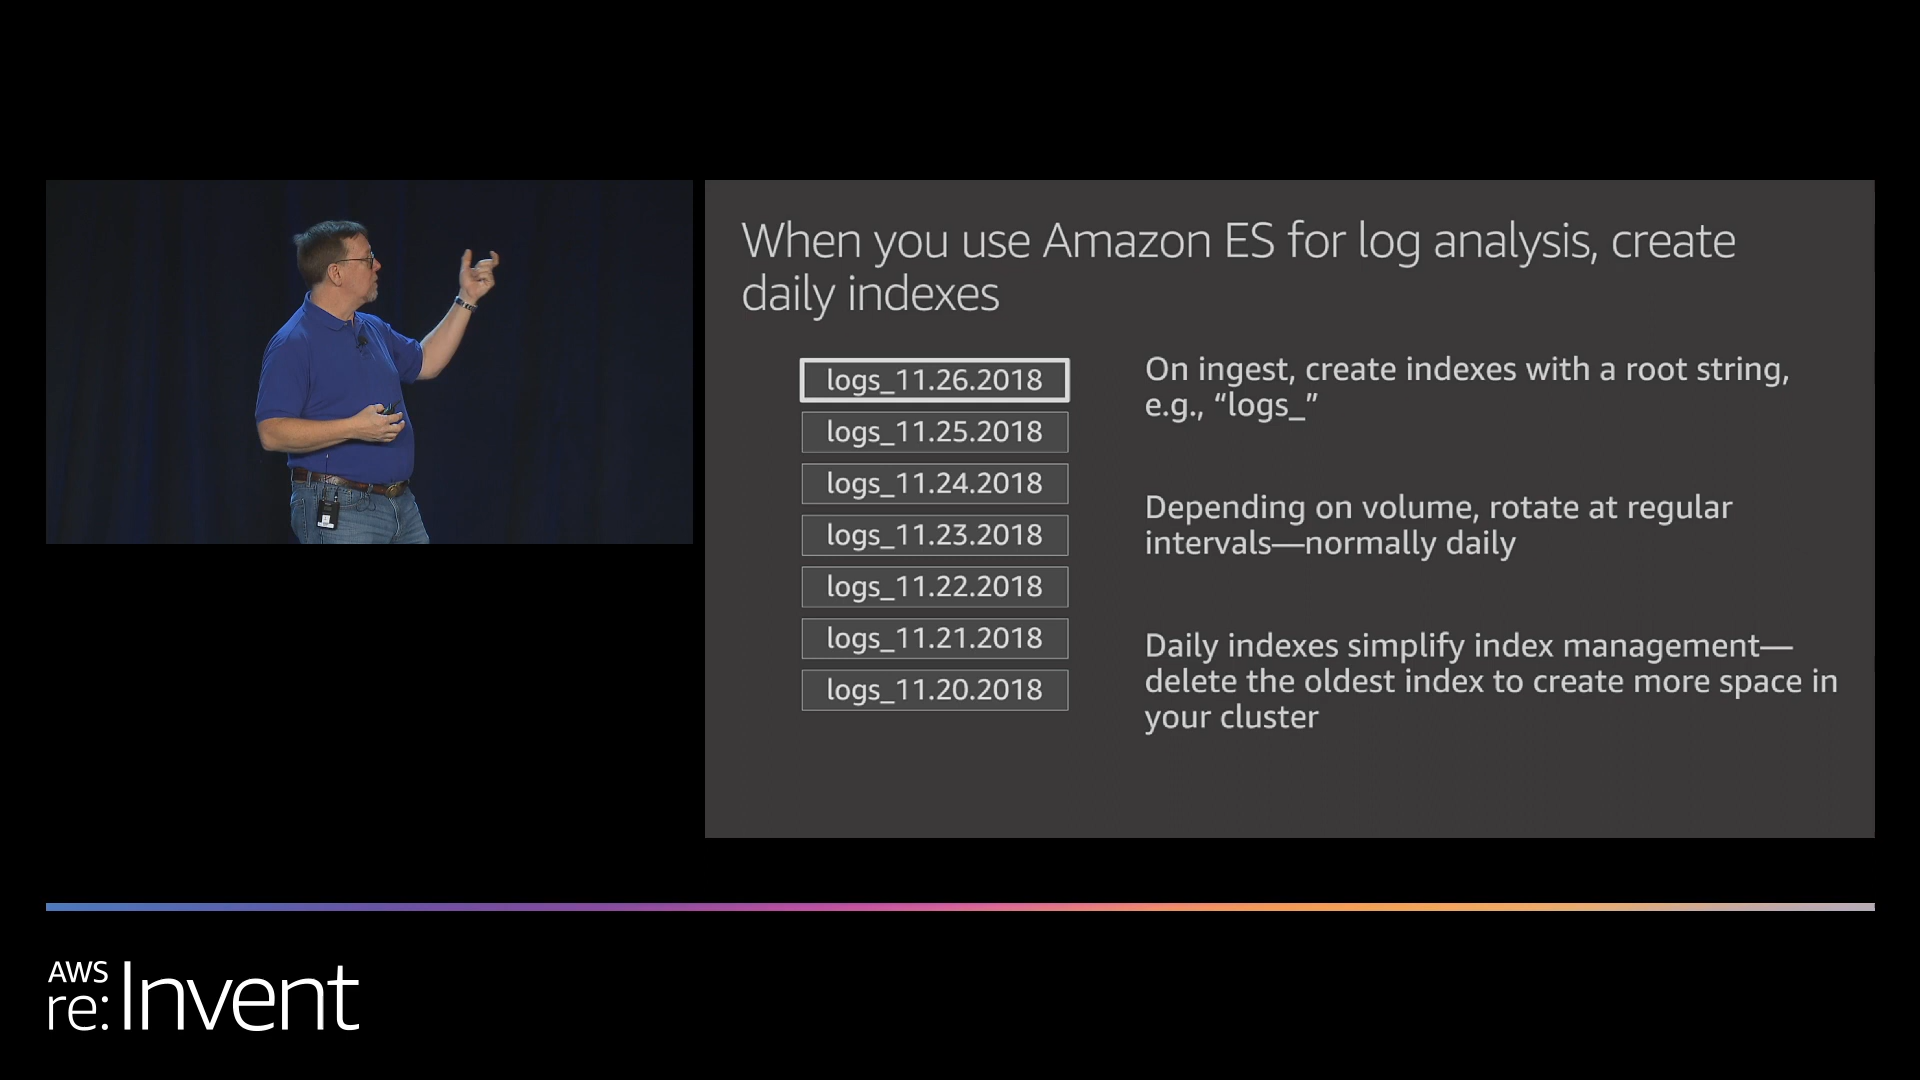 When you use Amazon ES for log analysis, create
daily indexes
logs_11.26.2018
logs_11.25.2018
logs_11.24.2018
logs_11.23.2018
logs_11.22.2018
logs_11.21.2018
logs_11.20.2018
On ingest, create indexes with a root string,
e.g., “logs_”
Depending on volume, rotate at regular
intervals—normally daily
Daily indexes simplify index management—
delete the oldest index to create more space in
your cluster
AWS
re:Invent